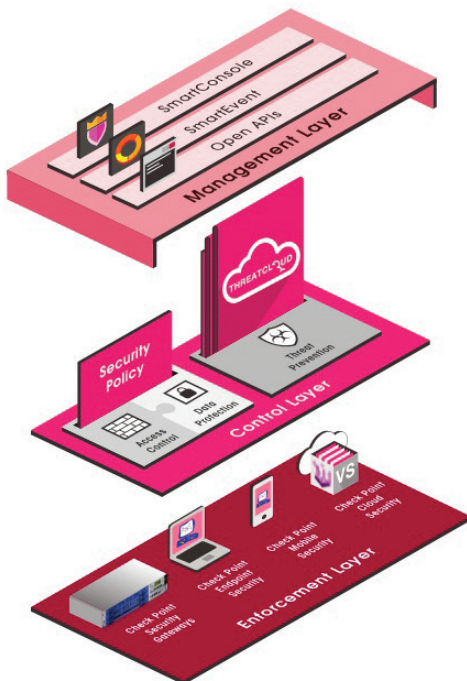 SmartConsole
SmartEvent
Open APIs
Management Layer
THREATCLOUD
Security
Policy
Threat
Prevention
Data
Protection
Access
Control
Control Layer
VS
Check Point
Cloud
Security
Check Point
Mobile
Security
Check Point
Endpoint
Security
Check Point
Security
Gateways
Enforcement Layer